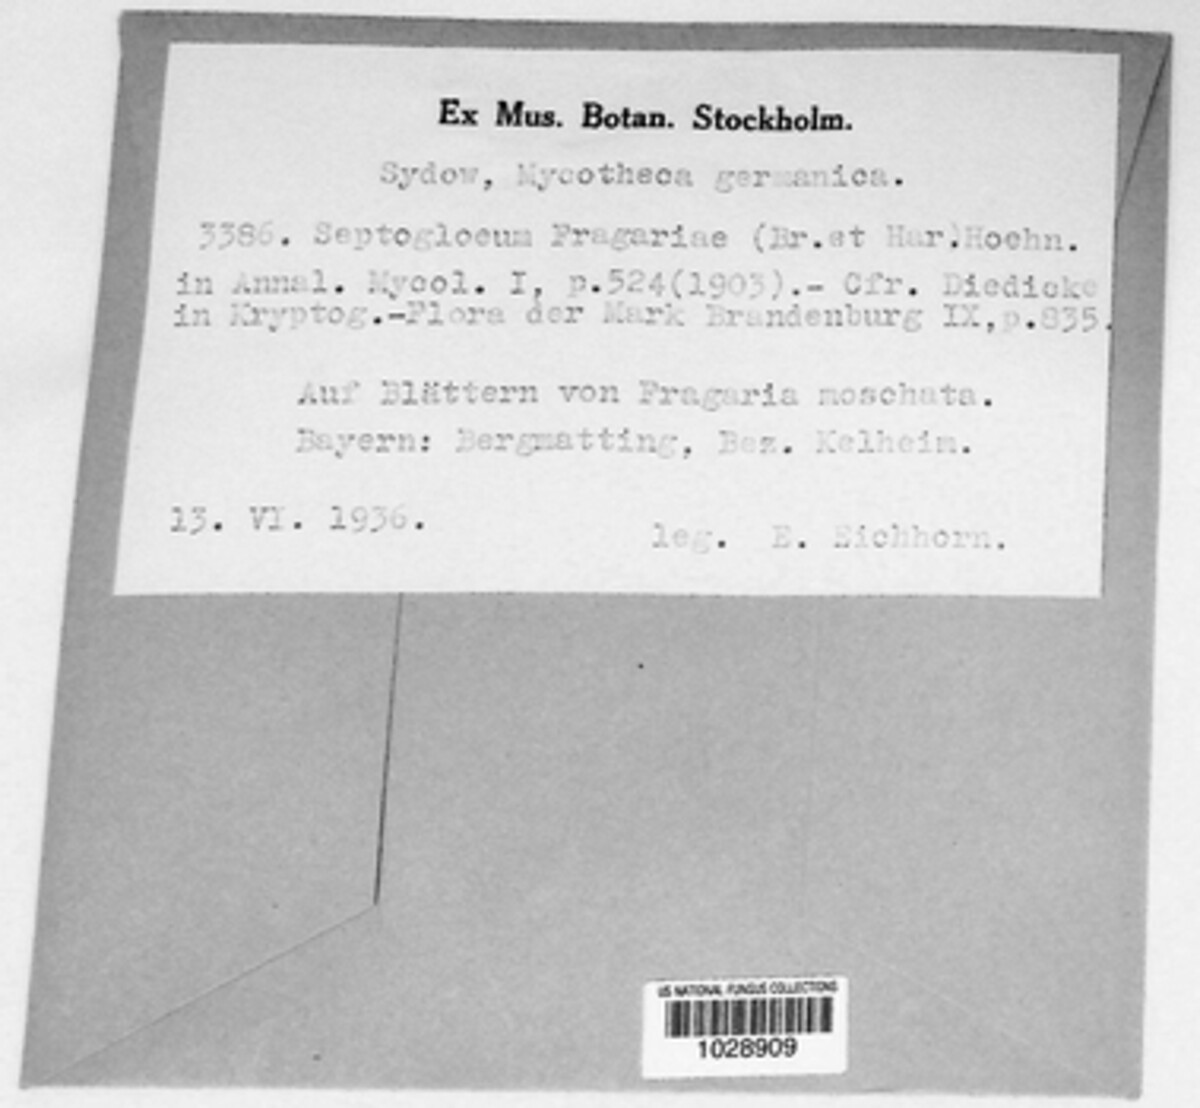 Ex Mus. Botan. Stockholm.
Sydow, Mycotheca germanica.
3386. Septogloeum Fragariae (Br.et Har.)Hoehn.
in Annal. Mycol. I, p.524(1903).- Cfr. Diedicke
in Kryptog.-Flora der Mark Brandenburg IX,p.835.
Auf Blättern von Fragaria moschata.
Bayern: Bergmatting, Bez. Kelheim.
13. VI. 1936.
leg. E. Eichhorn.
US NATIONAL FUNGUS COLLECTIONS
1028909